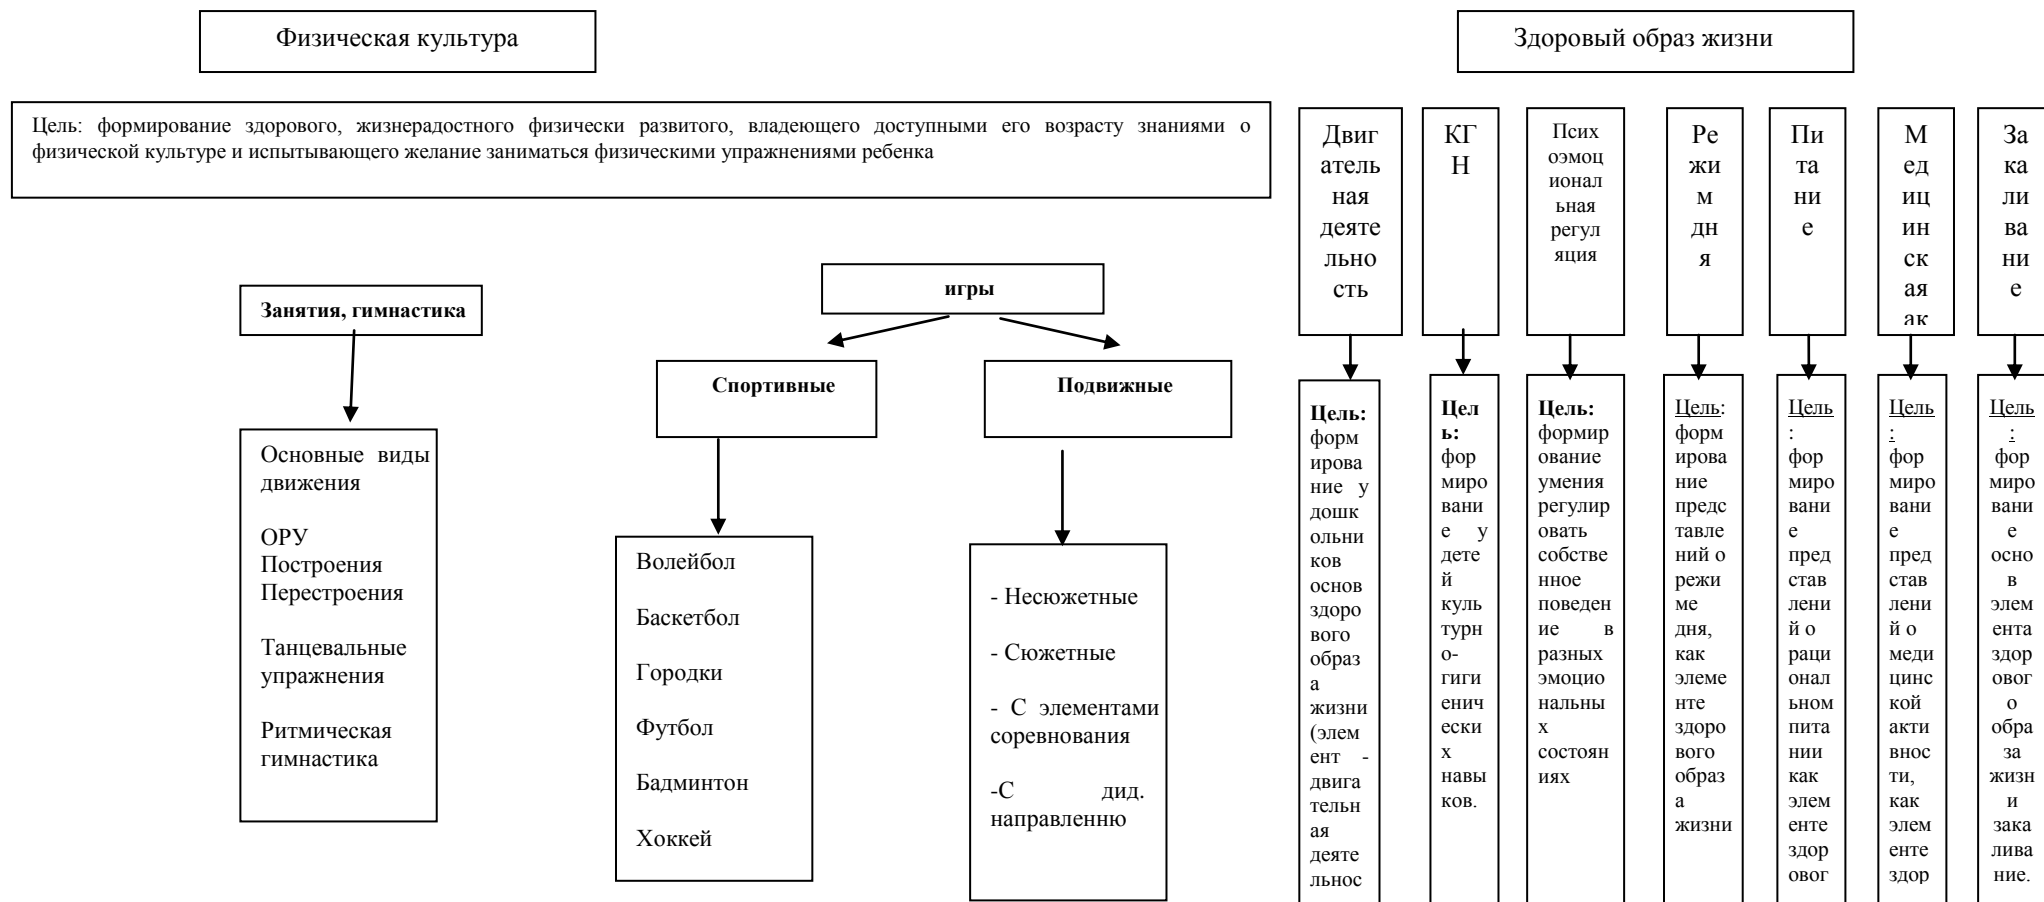 Физическая культура
Здоровый образ жизни
Цель: формирование здорового, жизнерадостного физически развитого, владеющего доступными его возрасту знаниями о
физической культуре и испытывающего желание заниматься физическими упражнениями ребенка
Занятия, гимнастика
Основные виды
движения
ОРУ
Построения
Перестроения
Танцевальные
упражнения
Ритмическая
гимнастика
игры
Спортивные
Волейбол
Баскетбол
Городки
Футбол
Бадминтон
Хоккей
Подвижные
- Несюжетные
- Сюжетные
- С элементами
соревнования
-С дид.
направленню
Двиг
атель
ная
деяте
льно
сть
КГ
Н
Псих
оэмоц
ионал
ьная
регул
яция
Ре
жи
м
дн
я
Пи
та
ни
е
М
ед
иц
ин
ск
ая
ак
За
ка
ли
ва
ни
е
Цель:
форм
ирова
ние у
дошк
ольни
ков
основ
здоро
вого
образ
а
жизни
(элем
ент -
двига
тельн
ая
деяте
льнос
Цел
ь:
фор
миро
вани
е у
дете
й
куль
турн
о-
гиги
енич
ески
х
навы
ков.
Цель:
формир
ование
умения
регулир
овать
собстве
нное
поведен
ие в
разных
эмоцио
нальны
х
состоян
иях
Цель:
форм
ирова
ние
предс
тавле
ний о
режи
ме
дня,
как
элеме
нте
здоро
вого
образ
а
жизни
Цель
:
фор
миро
вани
е
пред
став
лени
й о
раци
онал
ьном
пита
нии
как
элем
енте
здор
овог
Цель
:
фор
миро
вани
е
пред
став
лени
й о
меди
цинс
кой
акти
внос
ти,
как
элем
енте
здор
Цель
:
фор
миро
вани
е
осно
в
элем
ента
здор
овог
о
обра
за
жизн
и
зака
лива
ние.